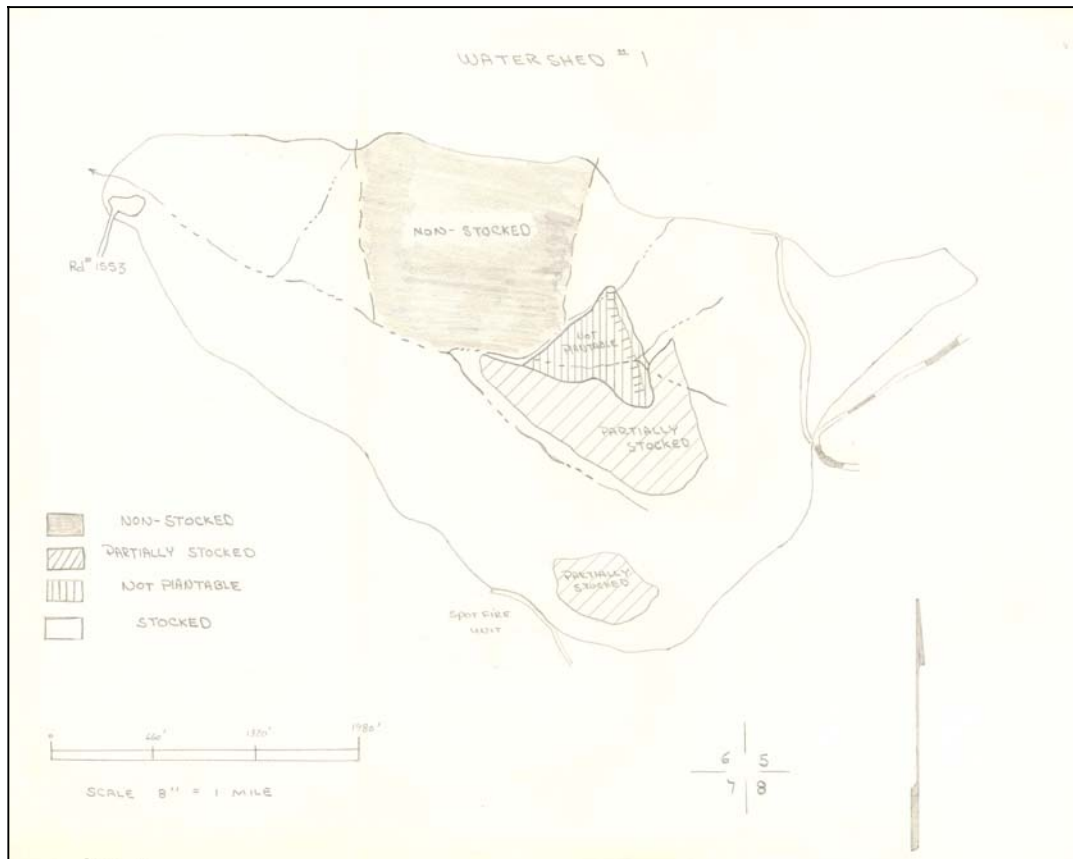 WATERSHED # 1
NON-STOCKED
Rd# 1553
NOT
PLANTABLE
PARTIALLY
STOCKED
NON-STOCKED
PARTIALLY STOCKED
NOT PLANTABLE
STOCKED
PARTIALLY
STOCKED
SPOT FIRE
UNIT
0 660' 1320' 1980'
SCALE 8" = 1 MILE
6 5
7 8